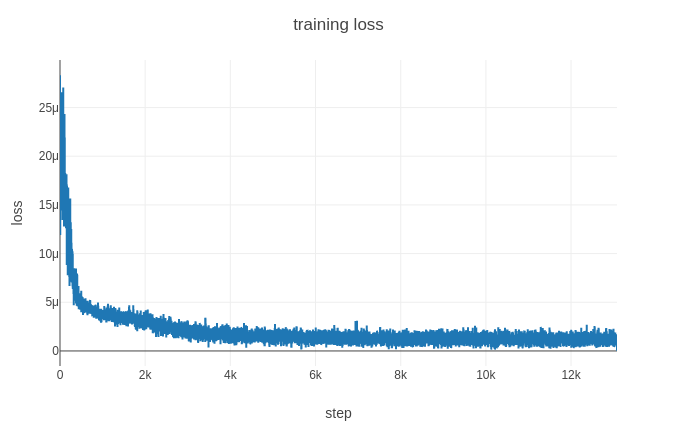 training loss
25μ
20μ
15μ
10μ
5μ
0
0
2k
4k
6k
8k
10k
12k
step
loss